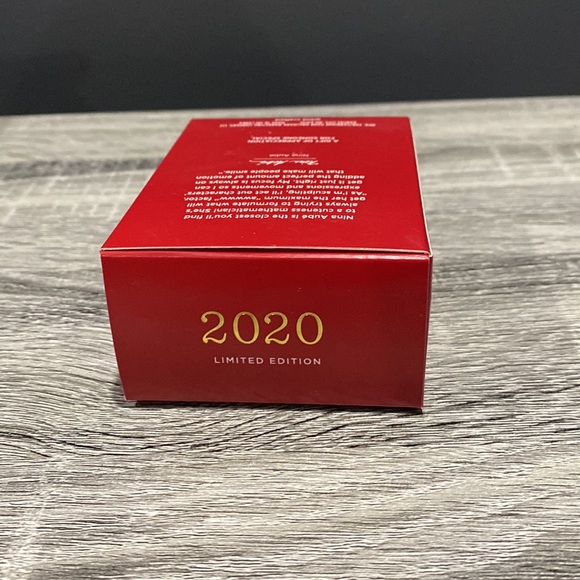 Nina Aubé is the closest you'll find
to a cuteness mathematician! She's
always trying to formulate what will
get her the maximum "awww" factor.
"As I'm sculpting, I'll act out characters'
expressions and movements so I can
get it just right. My focus is always on
adding the perfect amount of emotion
that will make people smile."
Nina Aubé
A GIFT OF APPRECIATION
FOR SOMEONE SPECIAL
2020
LIMITED EDITION